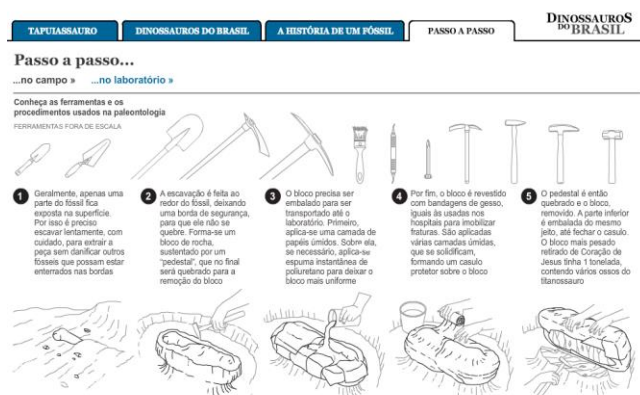 TAPUIASSAURO
DINOSSAUROS DO BRASIL
A HISTÓRIA DE UM FÓSSIL
PASSO A PASSO
DINOSSAUROS
DO BRASIL
Passo a passo...
...no campo » ...no laboratório »
Conheça as ferramentas e os
procedimentos usados na paleontologia
FERRAMENTAS FORA DE ESCALA
1
Geralmente, apenas uma
parte do fóssil fica
exposta na superfície.
Por isso é preciso
escavar lentamente, com
cuidado, para extrair a
peça sem danificar outros
fósseis que possam estar
enterrados nas bordas
2
A escavação é feita ao
redor do fóssil, deixando
uma borda de segurança,
para que ele não se
quebre. Forma-se um
bloco de rocha,
sustentado por um
"pedestal", que no final
será quebrado para a
remoção do bloco
3
O bloco precisa ser
embalado para ser
transportado até o
laboratório. Primeiro,
aplica-se uma camada de
papéis úmidos. Sobre ela,
se necessário, aplica-se
espuma instantânea de
poliuretano para deixar o
bloco mais uniforme
4
Por fim, o bloco é revestido
com bandagens de gesso,
iguais às usadas nos
hospitais para imobilizar
fraturas. São aplicadas
várias camadas úmidas,
que se solidificam,
formando um casulo
protetor sobre o bloco
5
O pedestal é então
quebrado e o bloco,
removido. A parte inferior
é embalada do mesmo
jeito, até fechar o casulo.
O bloco mais pesado
retirado de Coração de
Jesus tinha 1 tonelada,
contendo vários ossos do
titanossauro